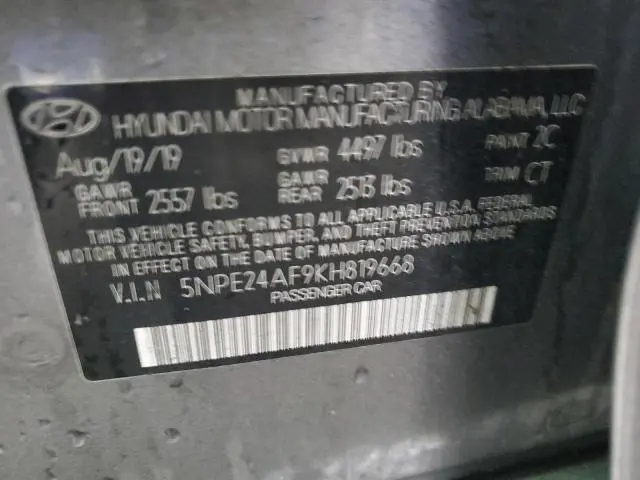 MANUFACTURED BY
HYUNDAI MOTOR MANUFACTURING ALABAMA, LLC
Aug/19/19 GVWR 4497 lbs PAINT 2C
GAWR FRONT 2557 lbs GAWR REAR 2513 lbs TRIM CT
THIS VEHICLE CONFORMS TO ALL APPLICABLE U.S.A. FEDERAL
MOTOR VEHICLE SAFETY, BUMPER, AND THEFT PREVENTION STANDARDS
IN EFFECT ON THE DATE OF MANUFACTURE SHOWN ABOVE
V.I.N 5NPE24AF9KH819668
PASSENGER CAR